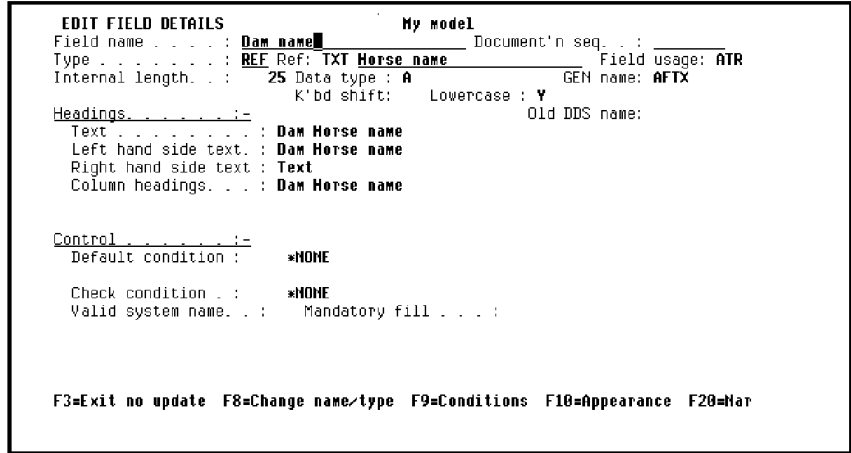 EDIT FIELD DETAILS My model
Field name . . . . : Dam name Document'n seq. . :
Type . . . . . . . : REF Ref: TXT Horse name Field usage: ATR
Internal length. . : 25 Data type : A GEN name: AFTX
K'bd shift: Lowercase : Y
Headings. . . . . . :- Old DDS name:
Text . . . . . . . . : Dam Horse name
Left hand side text. : Dam Horse name
Right hand side text : Text
Column headings. . . : Dam Horse name
Control . . . . . . :-
Default condition : *NONE
Check condition . : *NONE
Valid system name. . : Mandatory fill . . . :
F3=Exit no update F8=Change name/type F9=Conditions F10=Appearance F20=Nar